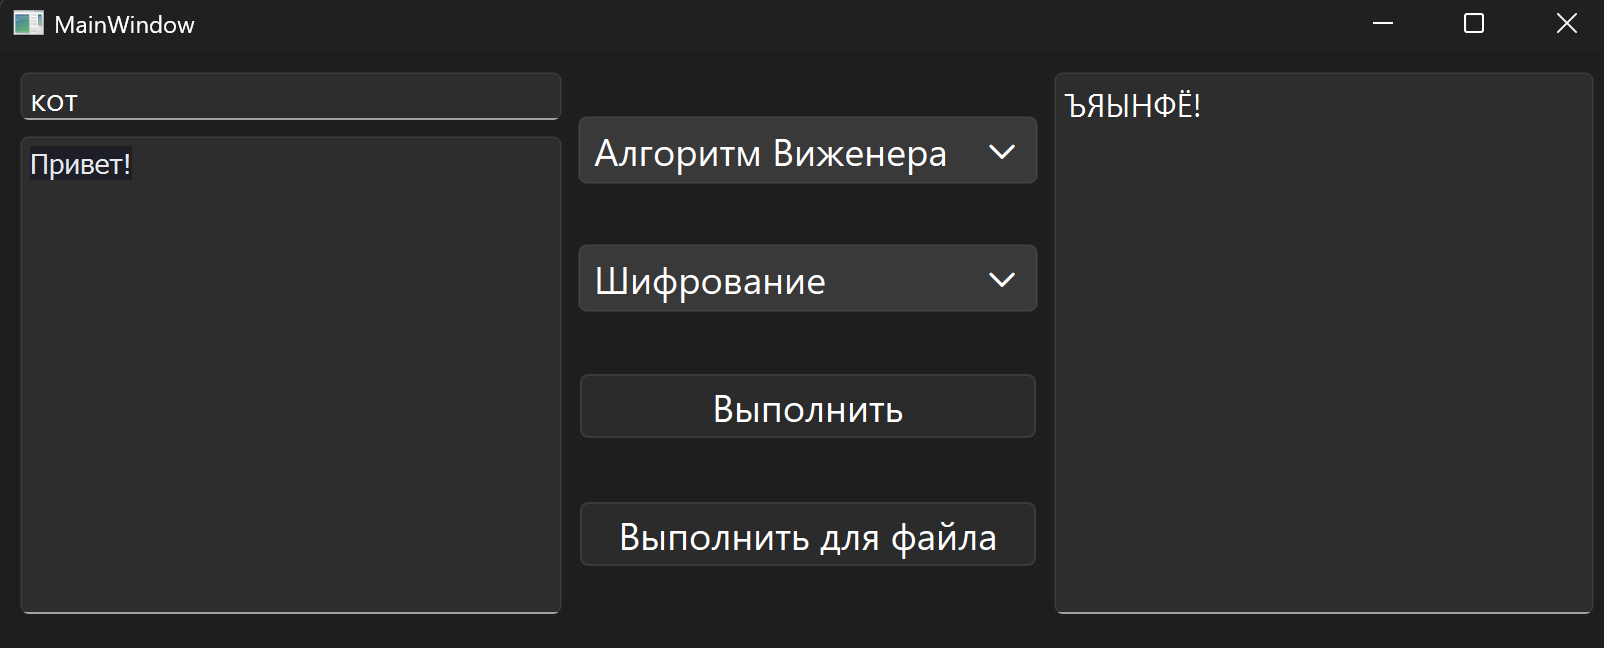 MainWindow
кот
Привет!
Алгоритм Виженера
Шифрование
Выполнить
Выполнить для файла
ЪЯЫНФЁ!